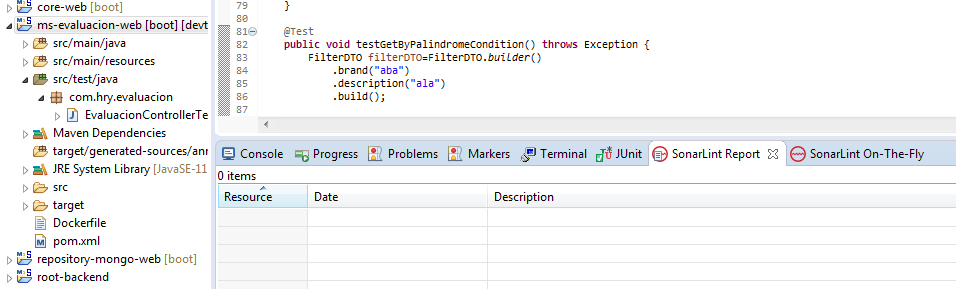 core-web [boot]
ms-evaluacion-web [boot] [devt
src/main/java
src/main/resources
src/test/java
com.hry.evaluacion
EvaluacionControllerTe
Maven Dependencies
target/generated-sources/ann
JRE System Library [JavaSE-11
src
target
Dockerfile
pom.xml
repository-mongo-web [boot]
root-backend
79 }
80
81 @Test
82 public void testGetByPalindromeCondition() throws Exception {
83 FilterDTO filterDTO=FilterDTO.builder()
84 .brand("aba")
85 .description("ala")
86 .build();
87
Console Progress Problems Markers Terminal JUnit SonarLint Report SonarLint On-The-Fly
0 items
Resource Date Description